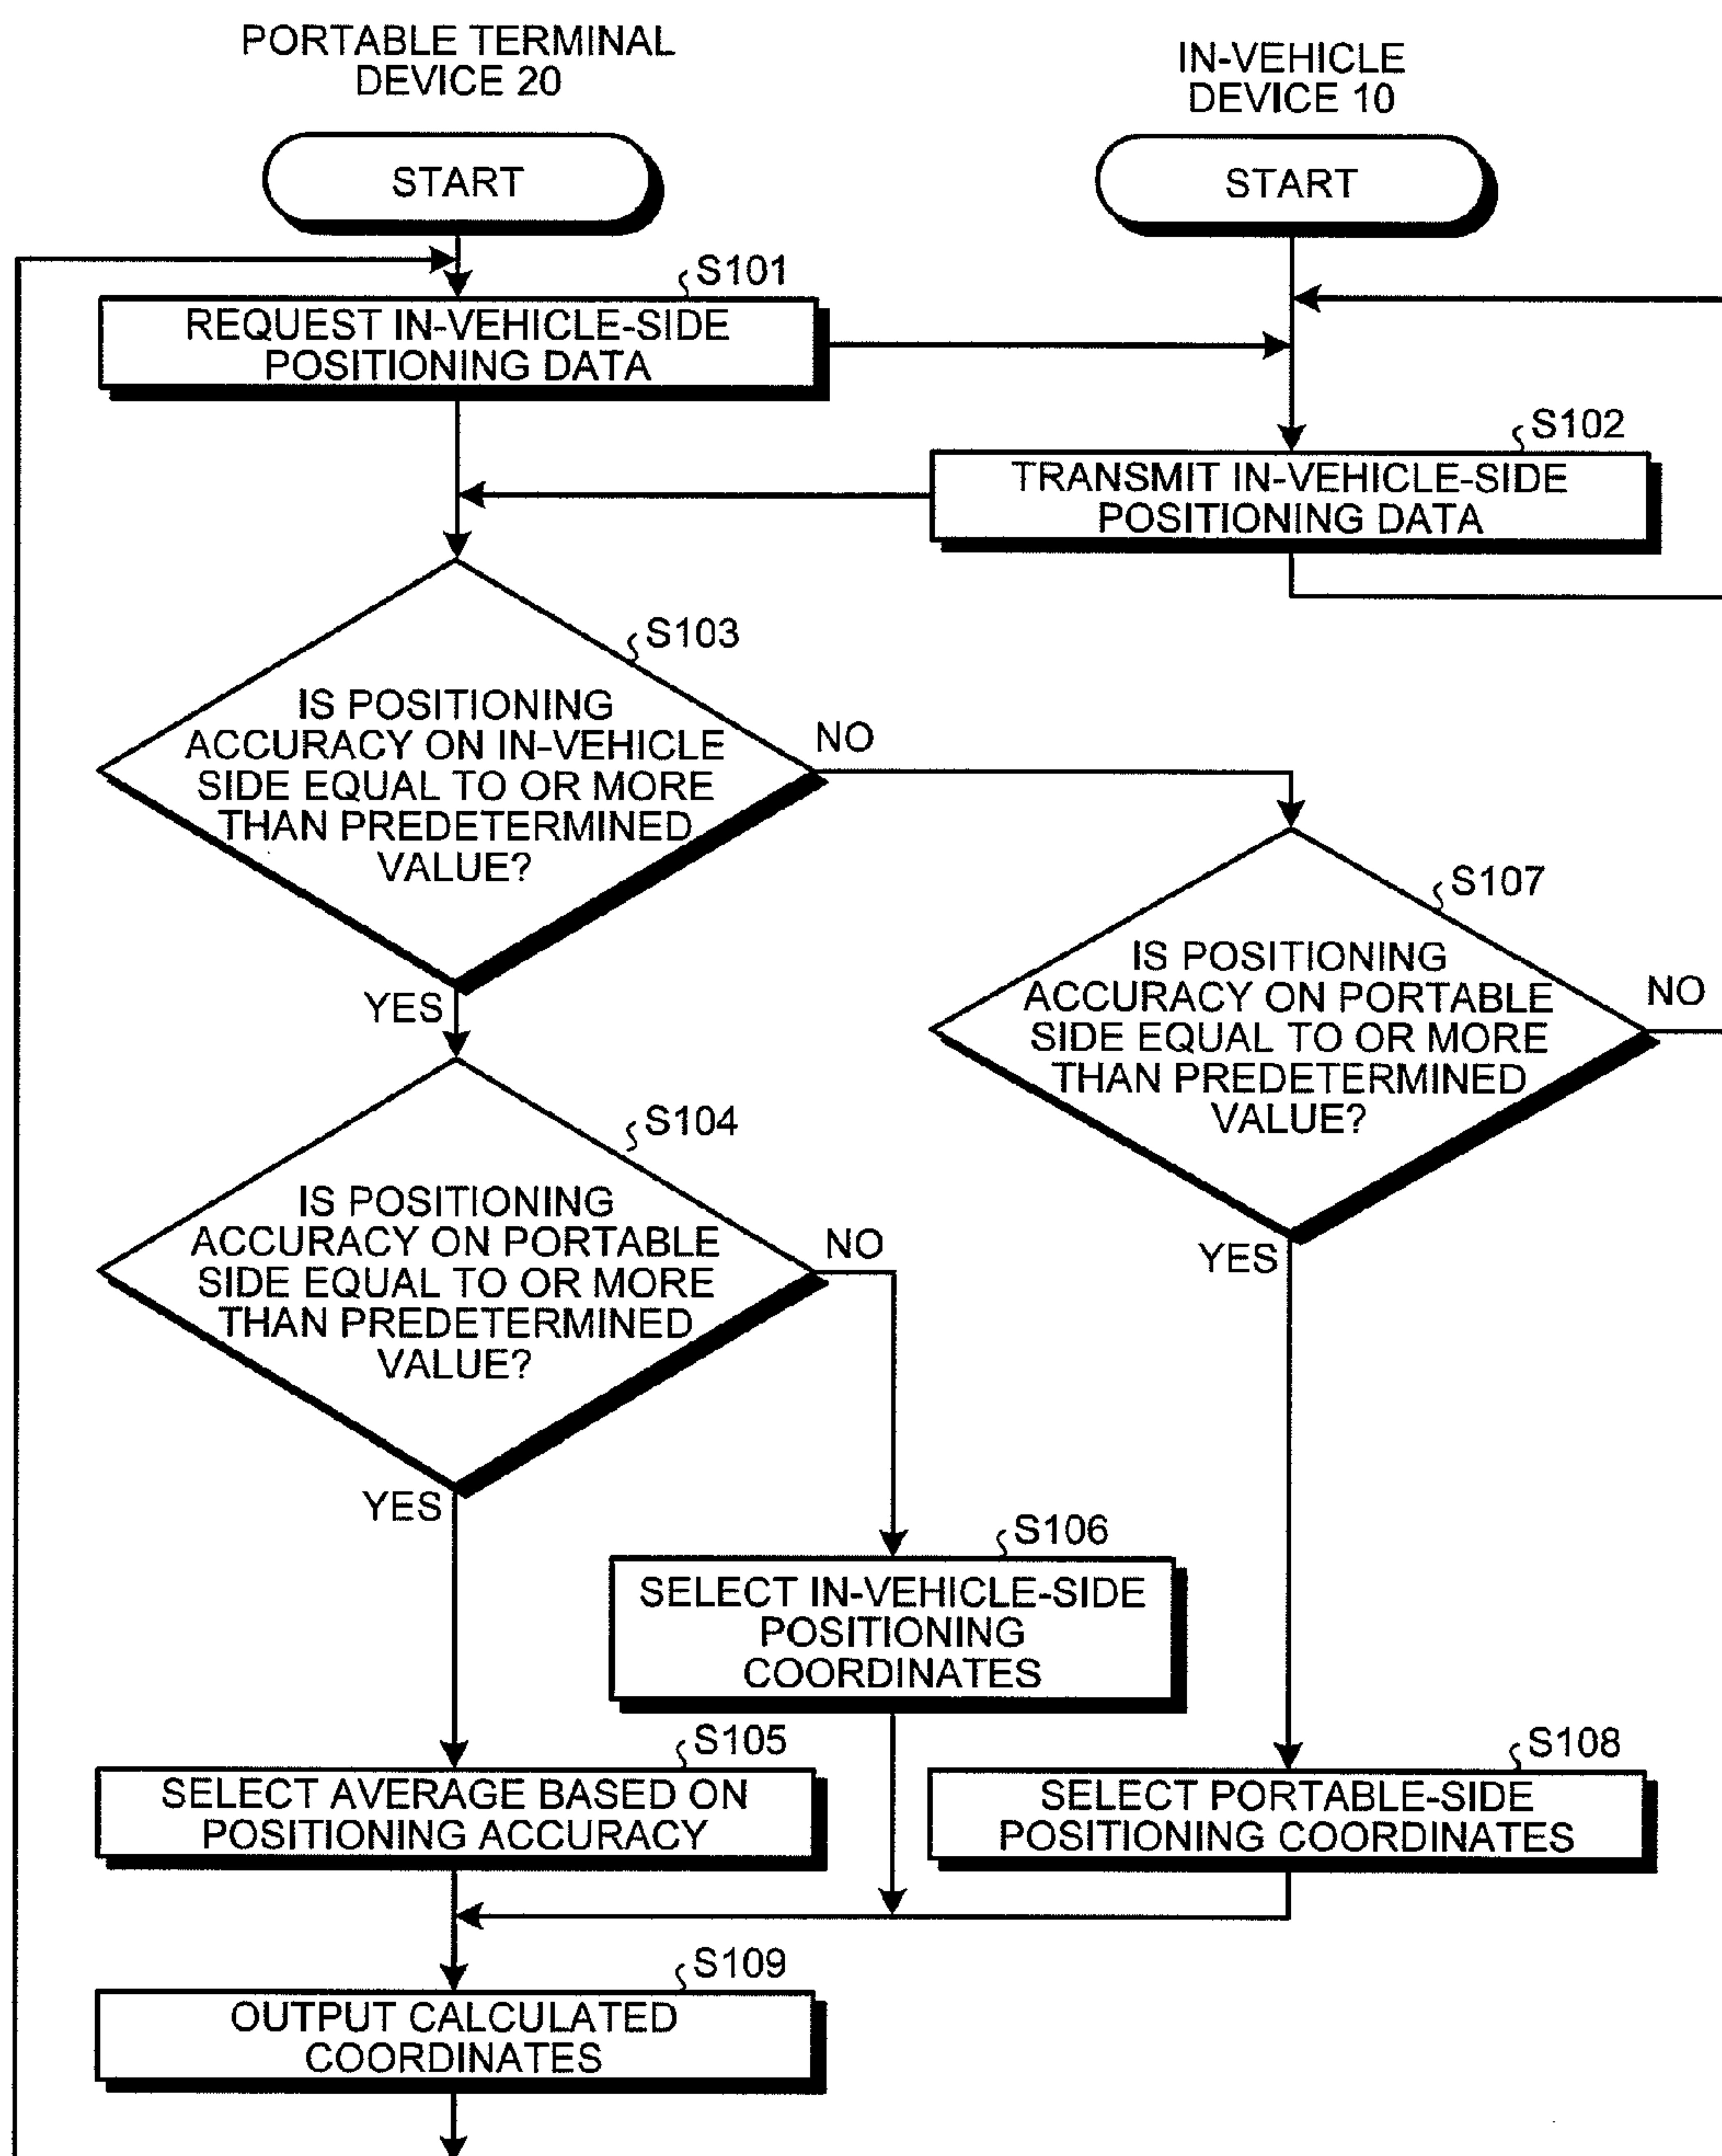 PORTABLE TERMINAL
DEVICE 20
IN-VEHICLE
DEVICE 10
START
START
S101
REQUEST IN-VEHICLE-SIDE
POSITIONING DATA
S102
TRANSMIT IN-VEHICLE-SIDE
POSITIONING DATA
S103
IS POSITIONING
ACCURACY ON IN-VEHICLE
SIDE EQUAL TO OR MORE
THAN PREDETERMINED
VALUE?
NO
YES
S107
IS POSITIONING
ACCURACY ON PORTABLE
SIDE EQUAL TO OR MORE
THAN PREDETERMINED
VALUE?
NO
YES
S104
IS POSITIONING
ACCURACY ON PORTABLE
SIDE EQUAL TO OR MORE
THAN PREDETERMINED
VALUE?
NO
YES
S106
SELECT IN-VEHICLE-SIDE
POSITIONING
COORDINATES
S105
SELECT AVERAGE BASED ON
POSITIONING ACCURACY
S108
SELECT PORTABLE-SIDE
POSITIONING COORDINATES
S109
OUTPUT CALCULATED
COORDINATES